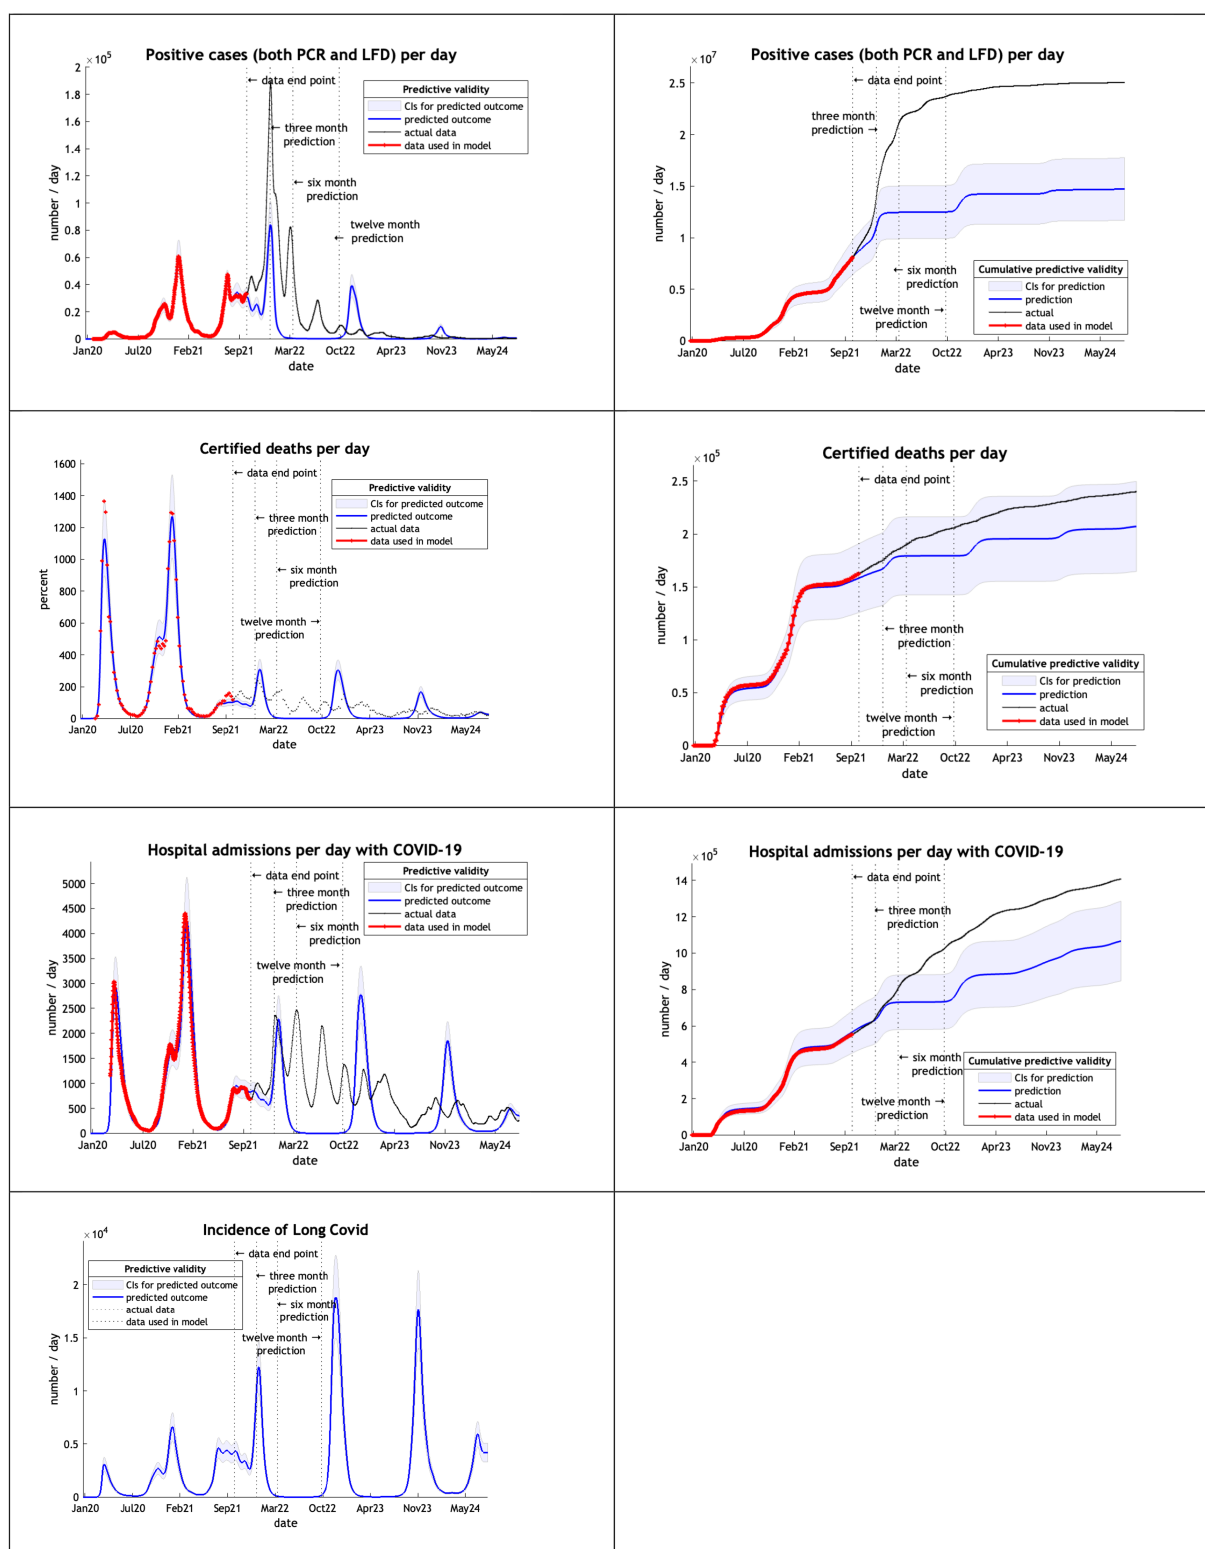 Positive cases (both PCR and LFD) per day
× 10^5
2
1.8
1.6
1.4
1.2
1
0.8
0.6
0.4
0.2
0
number / day
Jan20 Jul20 Feb21 Sep21 Mar22 Oct22 Apr23 Nov23 May24
date
← data end point
← three month
prediction
← six month
prediction
twelve month
← prediction
Predictive validity
CIs for predicted outcome
predicted outcome
actual data
data used in model
Positive cases (both PCR and LFD) per day
× 10^7
2.5
2
1.5
1
0.5
0
number / day
Jan20 Jul20 Feb21 Sep21 Mar22 Oct22 Apr23 Nov23 May24
date
← data end point
three month
prediction →
← six month
prediction
twelve month →
prediction
Cumulative predictive validity
CIs for prediction
prediction
actual
data used in model
Certified deaths per day
1600
1400
1200
1000
800
600
400
200
0
percent
Jan20 Jul20 Feb21 Sep21 Mar22 Oct22 Apr23 Nov23 May24
date
← data end point
← three month
prediction
← six month
prediction
twelve month →
prediction
Predictive validity
CIs for predicted outcome
predicted outcome
actual data
data used in model
Certified deaths per day
× 10^5
2.5
2
1.5
1
0.5
0
number / day
Jan20 Jul20 Feb21 Sep21 Mar22 Oct22 Apr23 Nov23 May24
date
← data end point
← three month
prediction
← six month
prediction
twelve month →
prediction
Cumulative predictive validity
CIs for prediction
prediction
actual
data used in model
Hospital admissions per day with COVID-19
5000
4500
4000
3500
3000
2500
2000
1500
1000
500
0
number / day
Jan20 Jul20 Feb21 Sep21 Mar22 Oct22 Apr23 Nov23 May24
date
← data end point
← three month
prediction
← six month
prediction
twelve month →
prediction
Predictive validity
CIs for predicted outcome
predicted outcome
actual data
data used in model
Hospital admissions per day with COVID-19
× 10^5
14
12
10
8
6
4
2
0
number / day
Jan20 Jul20 Feb21 Sep21 Mar22 Oct22 Apr23 Nov23 May24
date
← data end point
← three month
prediction
← six month
prediction
twelve month →
prediction
Cumulative predictive validity
CIs for prediction
prediction
actual
data used in model
Incidence of Long Covid
× 10^4
2
1.5
1
0.5
0
number / day
Jan20 Jul20 Feb21 Sep21 Mar22 Oct22 Apr23 Nov23 May24
date
← data end point
← three month
prediction
← six month
prediction
twelve month →
prediction
Predictive validity
CIs for predicted outcome
predicted outcome
actual data
data used in model